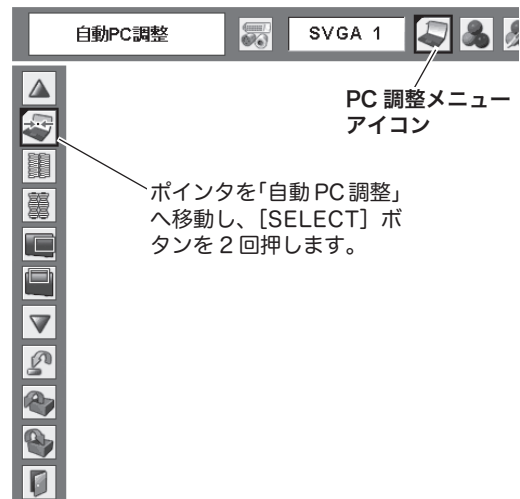 自動PC調整
SVGA 1
PC 調整メニュー
アイコン
ポインタを「自動 PC 調整」
へ移動し、［SELECT］ボ
タンを 2 回押します。